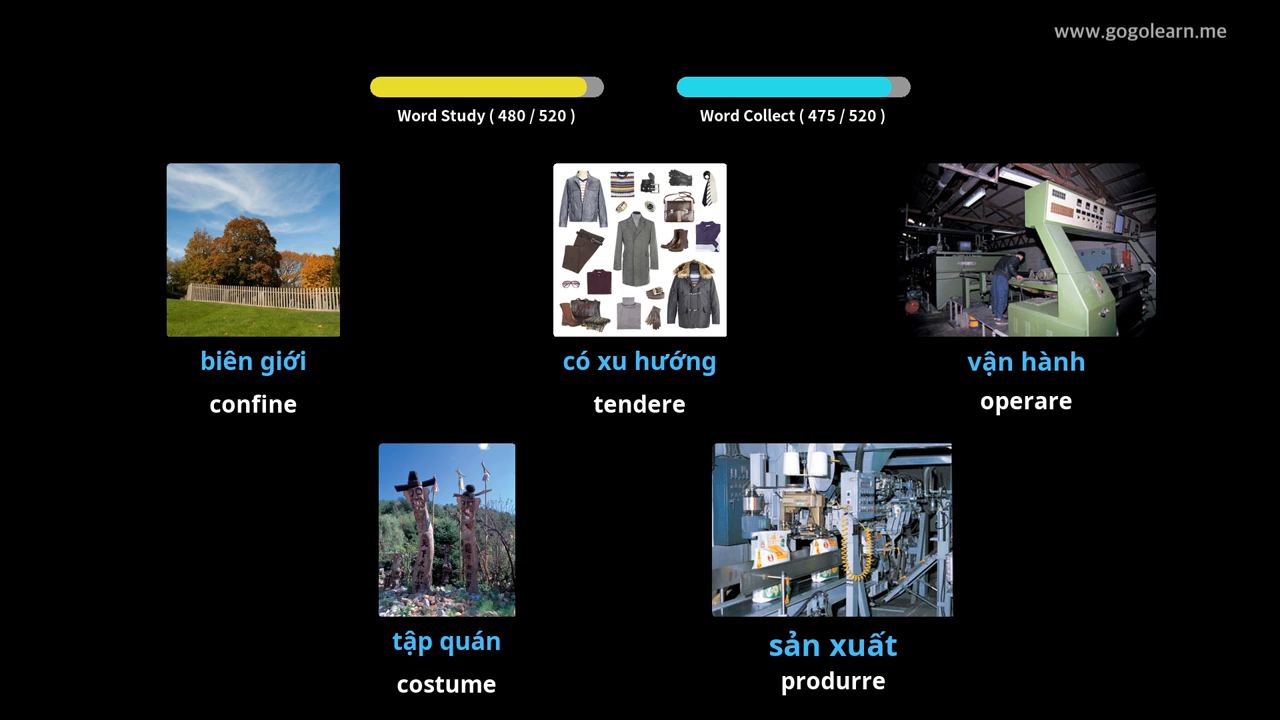 www.gogolearn.me
Word Study ( 480 / 520 )
Word Collect ( 475 / 520 )
biên giới
confine
có xu hướng
tendere
vận hành
operare
tập quán
costume
sản xuất
produrre